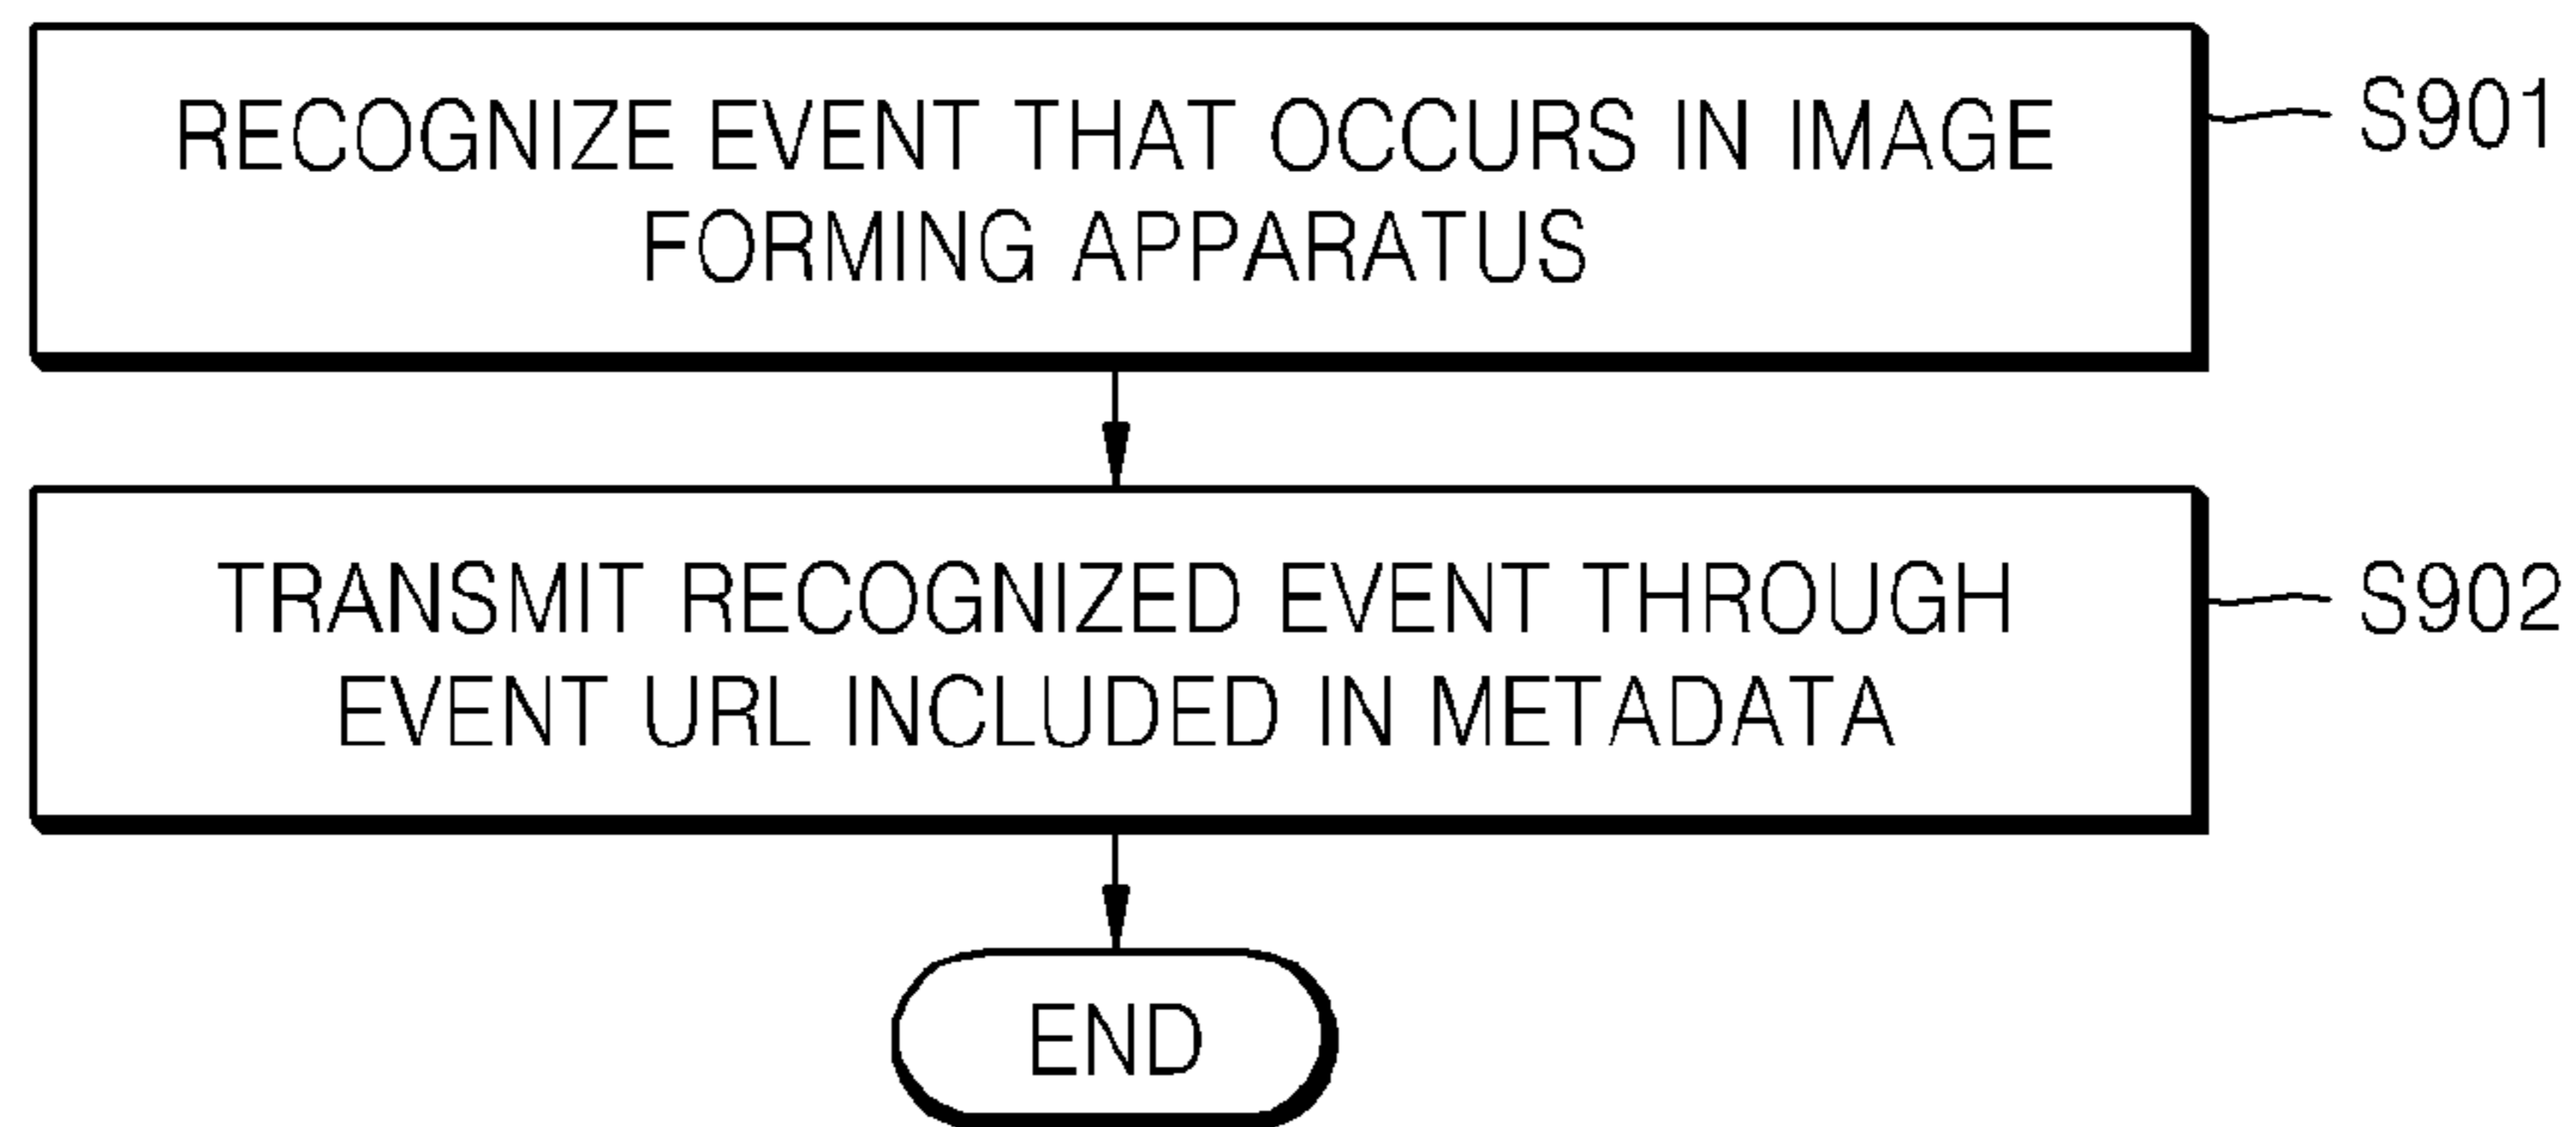 RECOGNIZE EVENT THAT OCCURS IN IMAGE
FORMING APPARATUS
S901
TRANSMIT RECOGNIZED EVENT THROUGH
EVENT URL INCLUDED IN METADATA
S902
END